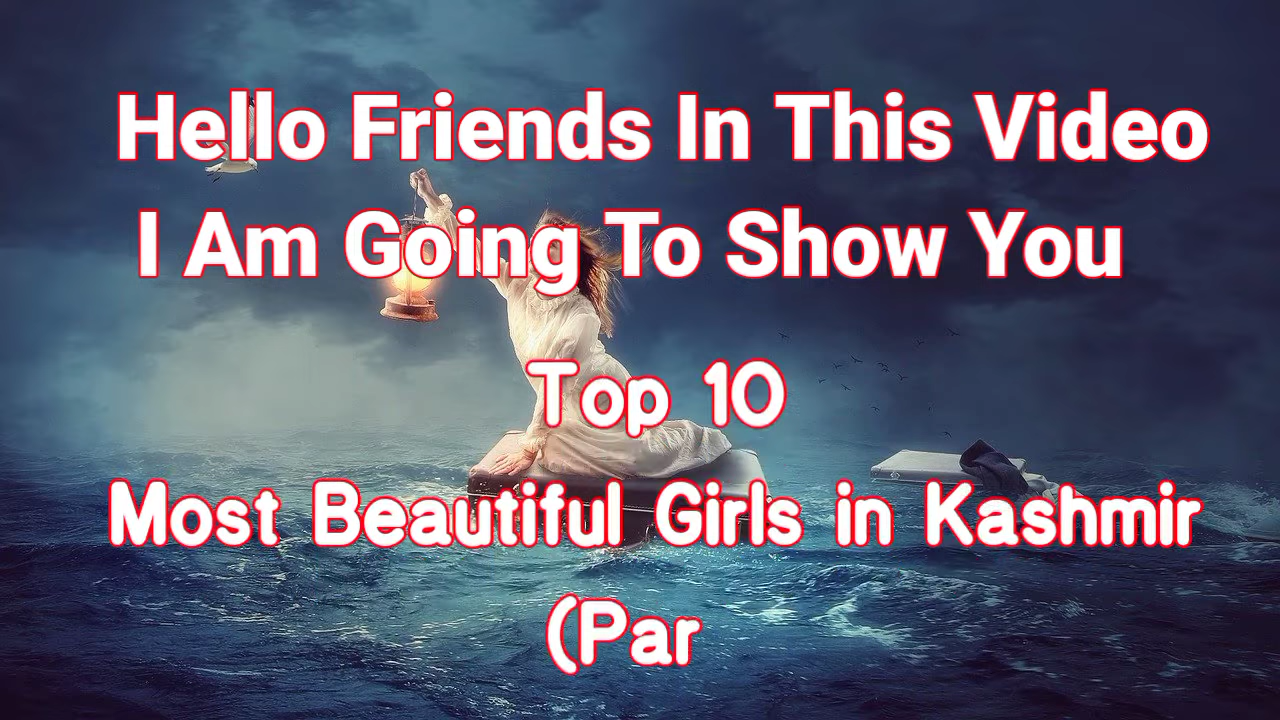 Hello Friends In This Video
I Am Going To Show You
Top 10
Most Beautiful Girls in Kashmir
(Par